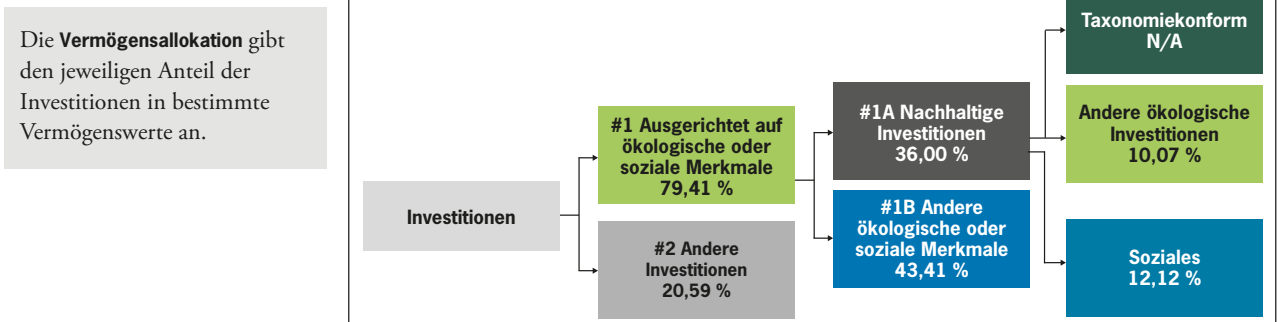 Die Vermögensallokation gibt
den jeweiligen Anteil der
Investitionen in bestimmte
Vermögenswerte an.
Investitionen
#1 Ausgerichtet auf
ökologische oder
soziale Merkmale
79,41 %
#2 Andere
Investitionen
20,59 %
#1A Nachhaltige
Investitionen
36,00 %
#1B Andere
ökologische oder
soziale Merkmale
43,41 %
Taxonomiekonform
N/A
Andere ökologische
Investitionen
10,07 %
Soziales
12,12 %